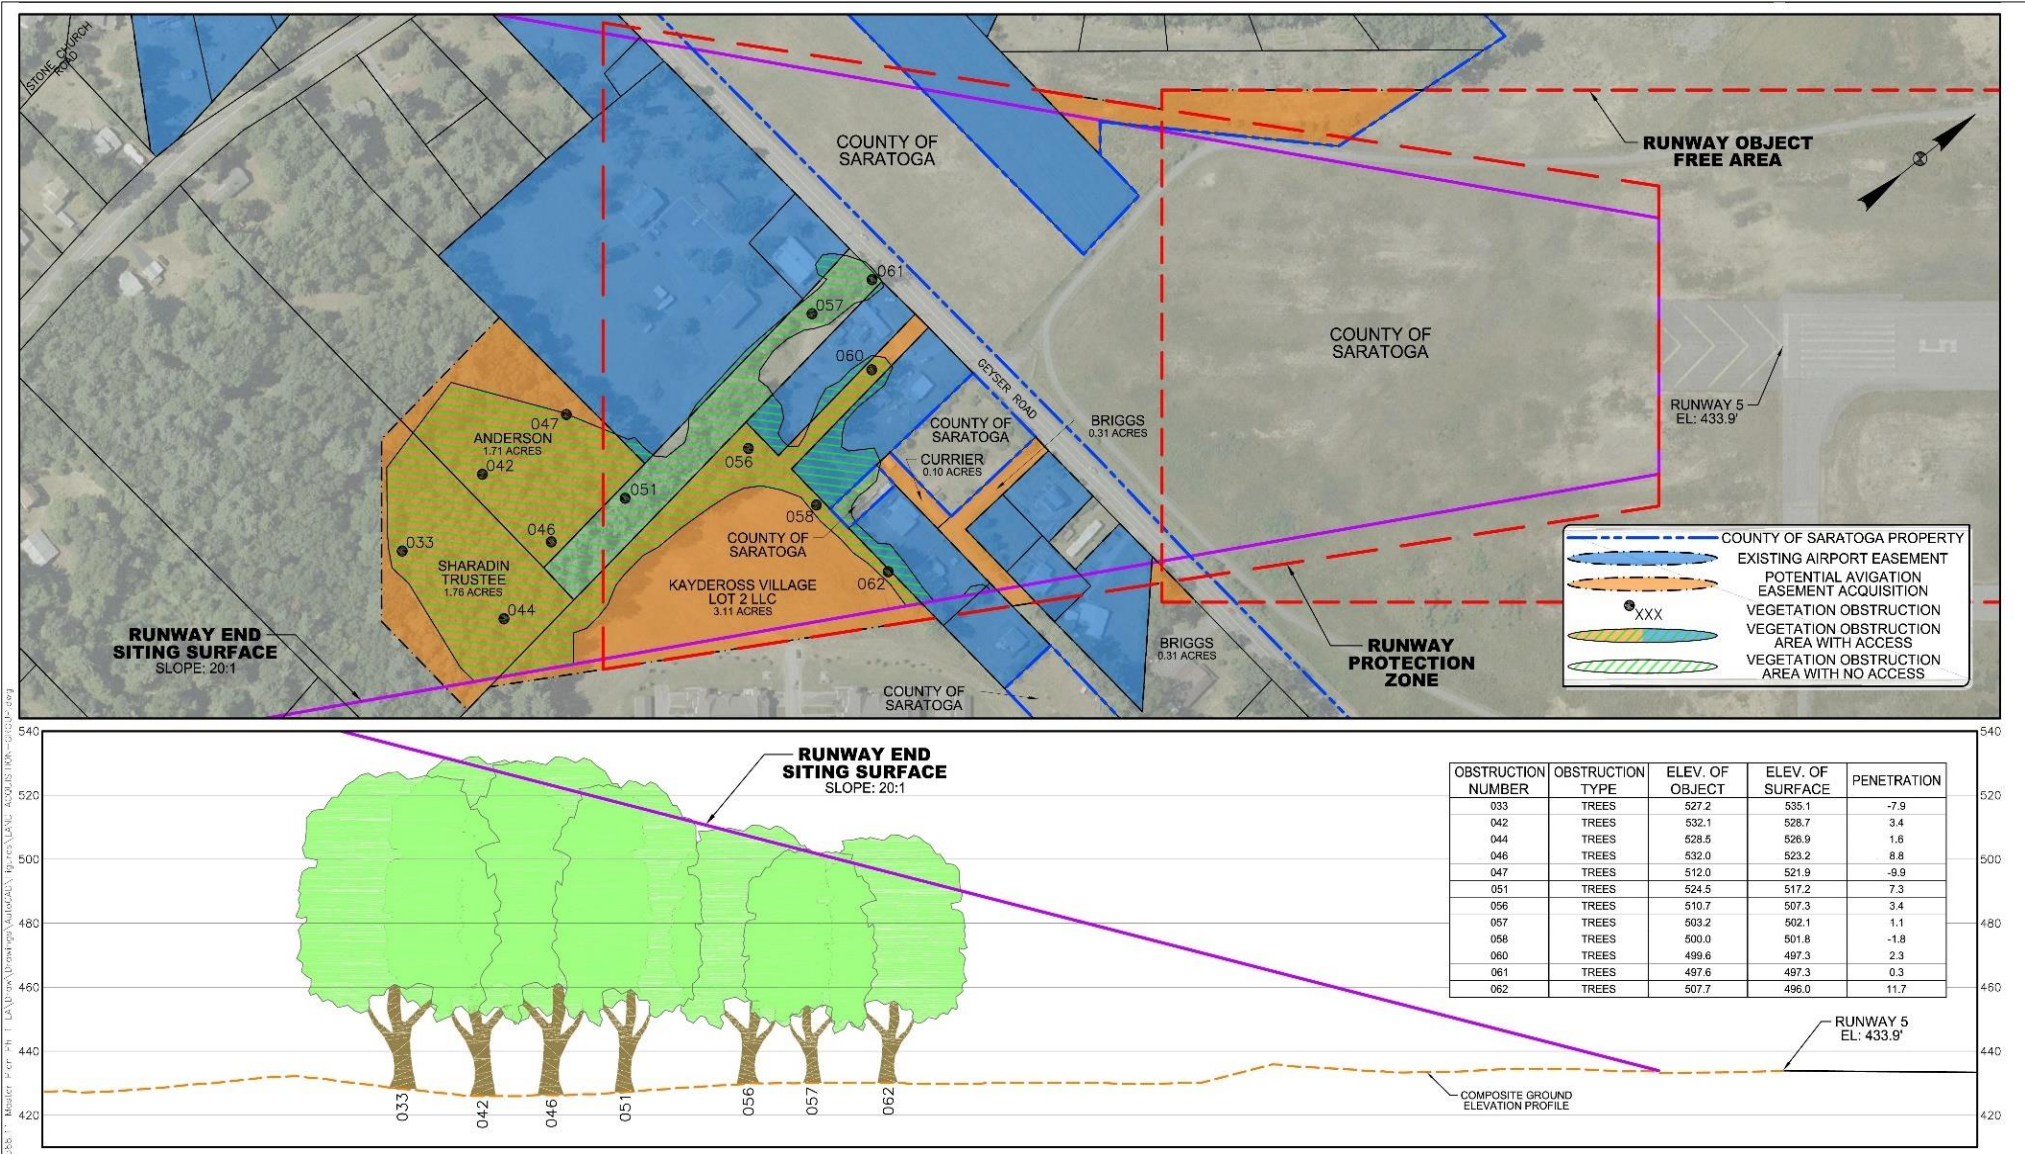 STONE CHURCH
ROAD
COUNTY OF
SARATOGA
RUNWAY OBJECT
FREE AREA
061
057
060
GEYSER ROAD
COUNTY OF
SARATOGA
RUNWAY 5
EL: 433.9'
5
047
ANDERSON
1.71 ACRES
042
056
COUNTY OF
SARATOGA
BRIGGS
0.31 ACRES
CURRIER
0.10 ACRES
051
058
046
033
COUNTY OF
SARATOGA
SHARADIN
TRUSTEE
1.76 ACRES
KAYDEROSS VILLAGE
LOT 2 LLC
3.11 ACRES
062
044
RUNWAY END
SITING SURFACE
SLOPE: 20:1
BRIGGS
0.31 ACRES
RUNWAY
PROTECTION
ZONE
COUNTY OF
SARATOGA
COUNTY OF SARATOGA PROPERTY
EXISTING AIRPORT EASEMENT
POTENTIAL AVIGATION
EASEMENT ACQUISITION
XXX
VEGETATION OBSTRUCTION
VEGETATION OBSTRUCTION
AREA WITH ACCESS
VEGETATION OBSTRUCTION
AREA WITH NO ACCESS
540
520
500
480
460
440
420
RUNWAY END
SITING SURFACE
SLOPE: 20:1
OBSTRUCTION NUMBER OBSTRUCTION TYPE ELEV. OF OBJECT ELEV. OF SURFACE PENETRATION
033 TREES 527.2 535.1 -7.9
042 TREES 532.1 528.7 3.4
044 TREES 528.5 526.9 1.6
046 TREES 532.0 523.2 8.8
047 TREES 512.0 521.9 -9.9
051 TREES 524.5 517.2 7.3
056 TREES 510.7 507.3 3.4
057 TREES 503.2 502.1 1.1
058 TREES 500.0 501.8 -1.8
060 TREES 499.6 497.3 2.3
061 TREES 497.6 497.3 0.3
062 TREES 507.7 496.0 11.7
RUNWAY 5
EL: 433.9'
COMPOSITE GROUND
ELEVATION PROFILE
033
042
046
051
056
057
062
540
520
500
480
460
440
420